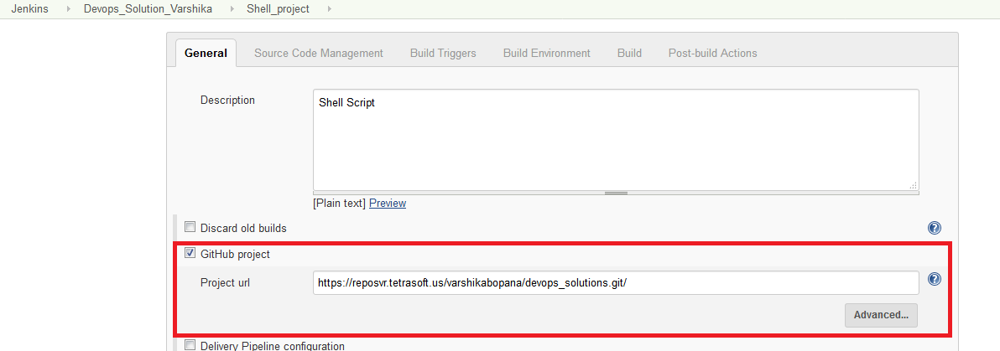 Jenkins Devops_Solution_Varshika Shell_project
General Source Code Management Build Triggers Build Environment Build Post-build Actions
Description
Shell Script
[Plain text] Preview
Discard old builds ?
GitHub project
Project url https://reposvr.tetrasoft.us/varshikabopana/devops_solutions.git/ ?
Advanced...
Delivery Pipeline configuration